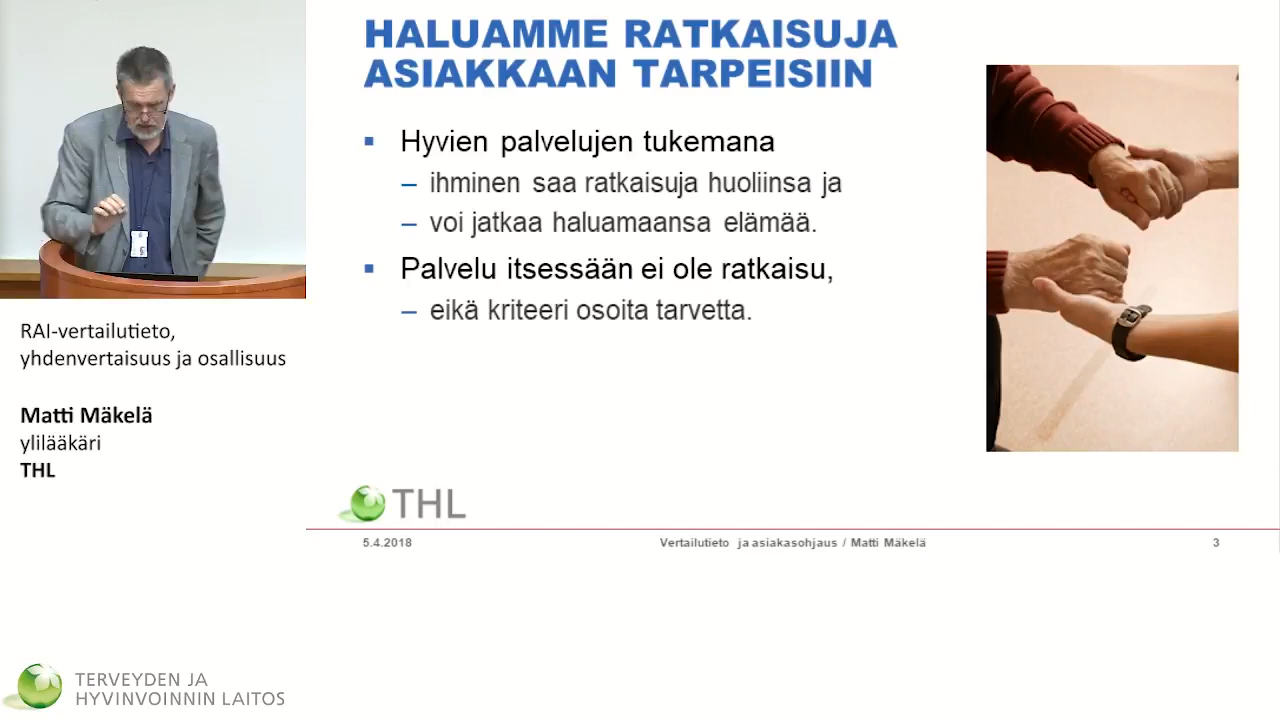 HALUAMME RATKAISUJA
ASIAKKAAN TARPEISIIN
Hyvien palvelujen tukemana
– ihminen saa ratkaisuja huoliinsa ja
– voi jatkaa haluamaansa elämää.
Palvelu itsessään ei ole ratkaisu,
– eikä kriteeri osoita tarvetta.
RAI-vertailutieto,
yhdenvertaisuus ja osallisuus
Matti Mäkelä
ylilääkäri
THL
THL
5.4.2018 Vertailutieto ja asiakasohjaus / Matti Mäkelä 3
TERVEYDEN JA
HYVINVOINNIN LAITOS